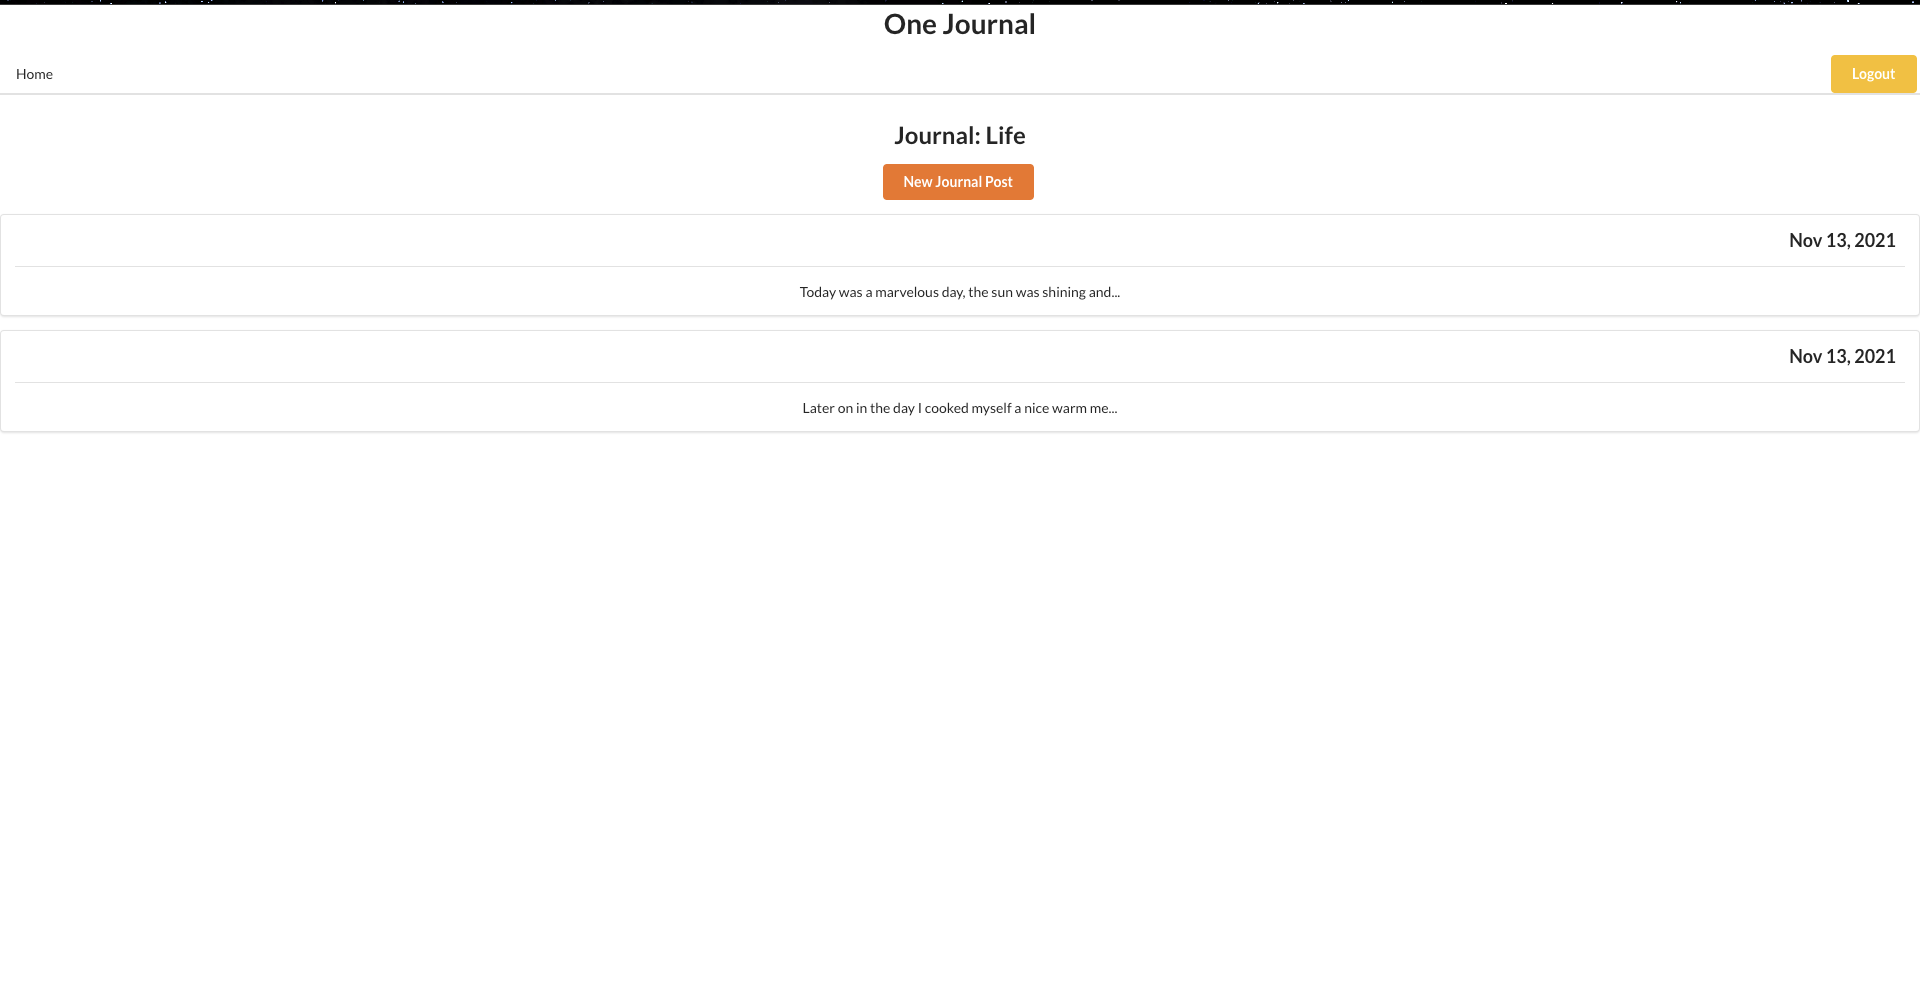 One Journal
Home
Logout
Journal: Life
New Journal Post
Nov 13, 2021
Today was a marvelous day, the sun was shining and...
Nov 13, 2021
Later on in the day I cooked myself a nice warm me...